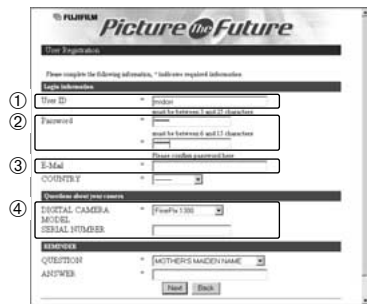 FUJIFILM
Picture the Future
User Registration
Please complete the following information, * indicates required information
Login information
① User ID *
must be between 3 and 25 characters
② Password *
must be between 6 and 15 characters
*
Please confirm password here
③ E-Mail *
COUNTRY * --------
Questions about your camera
④ DIGITAL CAMERA * FinePix 1300
MODEL
SERIAL NUMBER
REMINDER
QUESTION * MOTHER'S MAIDEN NAME
ANSWER *
Next Back